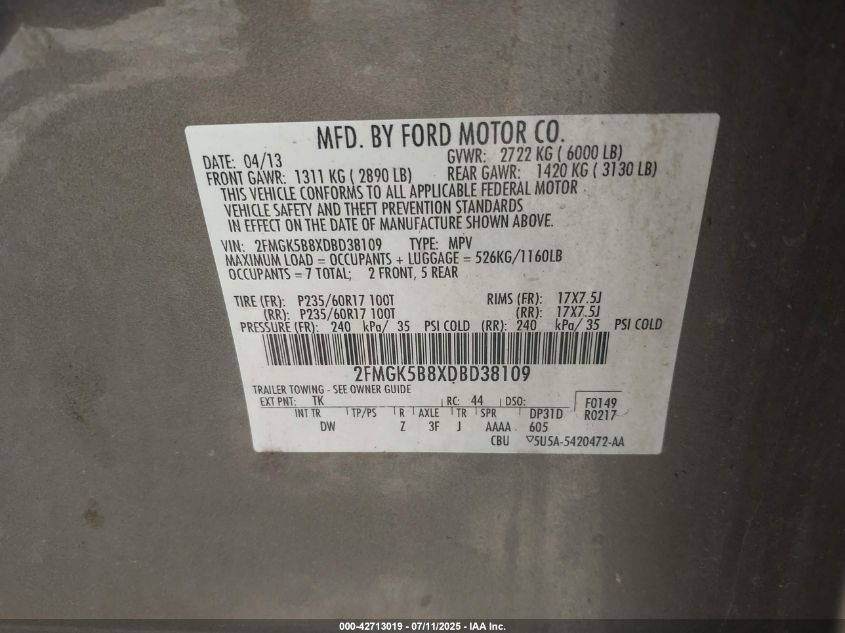 MFD. BY FORD MOTOR CO.
DATE: 04/13 GVWR: 2722 KG ( 6000 LB)
FRONT GAWR: 1311 KG ( 2890 LB) REAR GAWR: 1420 KG ( 3130 LB)
THIS VEHICLE CONFORMS TO ALL APPLICABLE FEDERAL MOTOR
VEHICLE SAFETY AND THEFT PREVENTION STANDARDS
IN EFFECT ON THE DATE OF MANUFACTURE SHOWN ABOVE.
VIN: 2FMGK5B8XDBD38109 TYPE: MPV
MAXIMUM LOAD = OCCUPANTS + LUGGAGE = 526KG/1160LB
OCCUPANTS = 7 TOTAL; 2 FRONT, 5 REAR
TIRE (FR): P235/60R17 100T RIMS (FR): 17X7.5J
(RR): P235/60R17 100T (RR): 17X7.5J
PRESSURE (FR): 240 kPa/ 35 PSI COLD (RR): 240 kPa/ 35 PSI COLD
2FMGK5B8XDBD38109
TRAILER TOWING - SEE OWNER GUIDE
EXT PNT: TK RC: 44 DSO: F0149
INT TR TP/PS R AXLE TR SPR DP31D R0217
DW Z 3F J AAAA 605
CBU 5U5A-5420472-AA
000-42713019 - 07/11/2025 - IAA Inc.